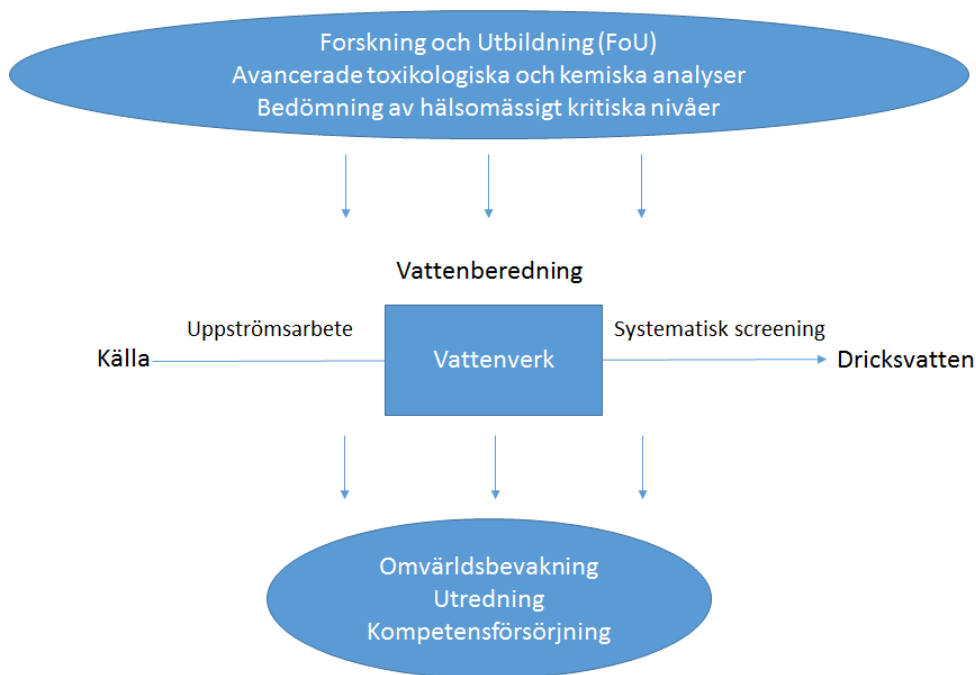 Forskning och Utbildning (FoU)
Avancerade toxikologiska och kemiska analyser
Bedömning av hälsomässigt kritiska nivåer
Vattenberedning
Uppströmsarbete
Systematisk screening
Källa
Vattenverk
Dricksvatten
Omvärldsbevakning
Utredning
Kompetensförsörjning